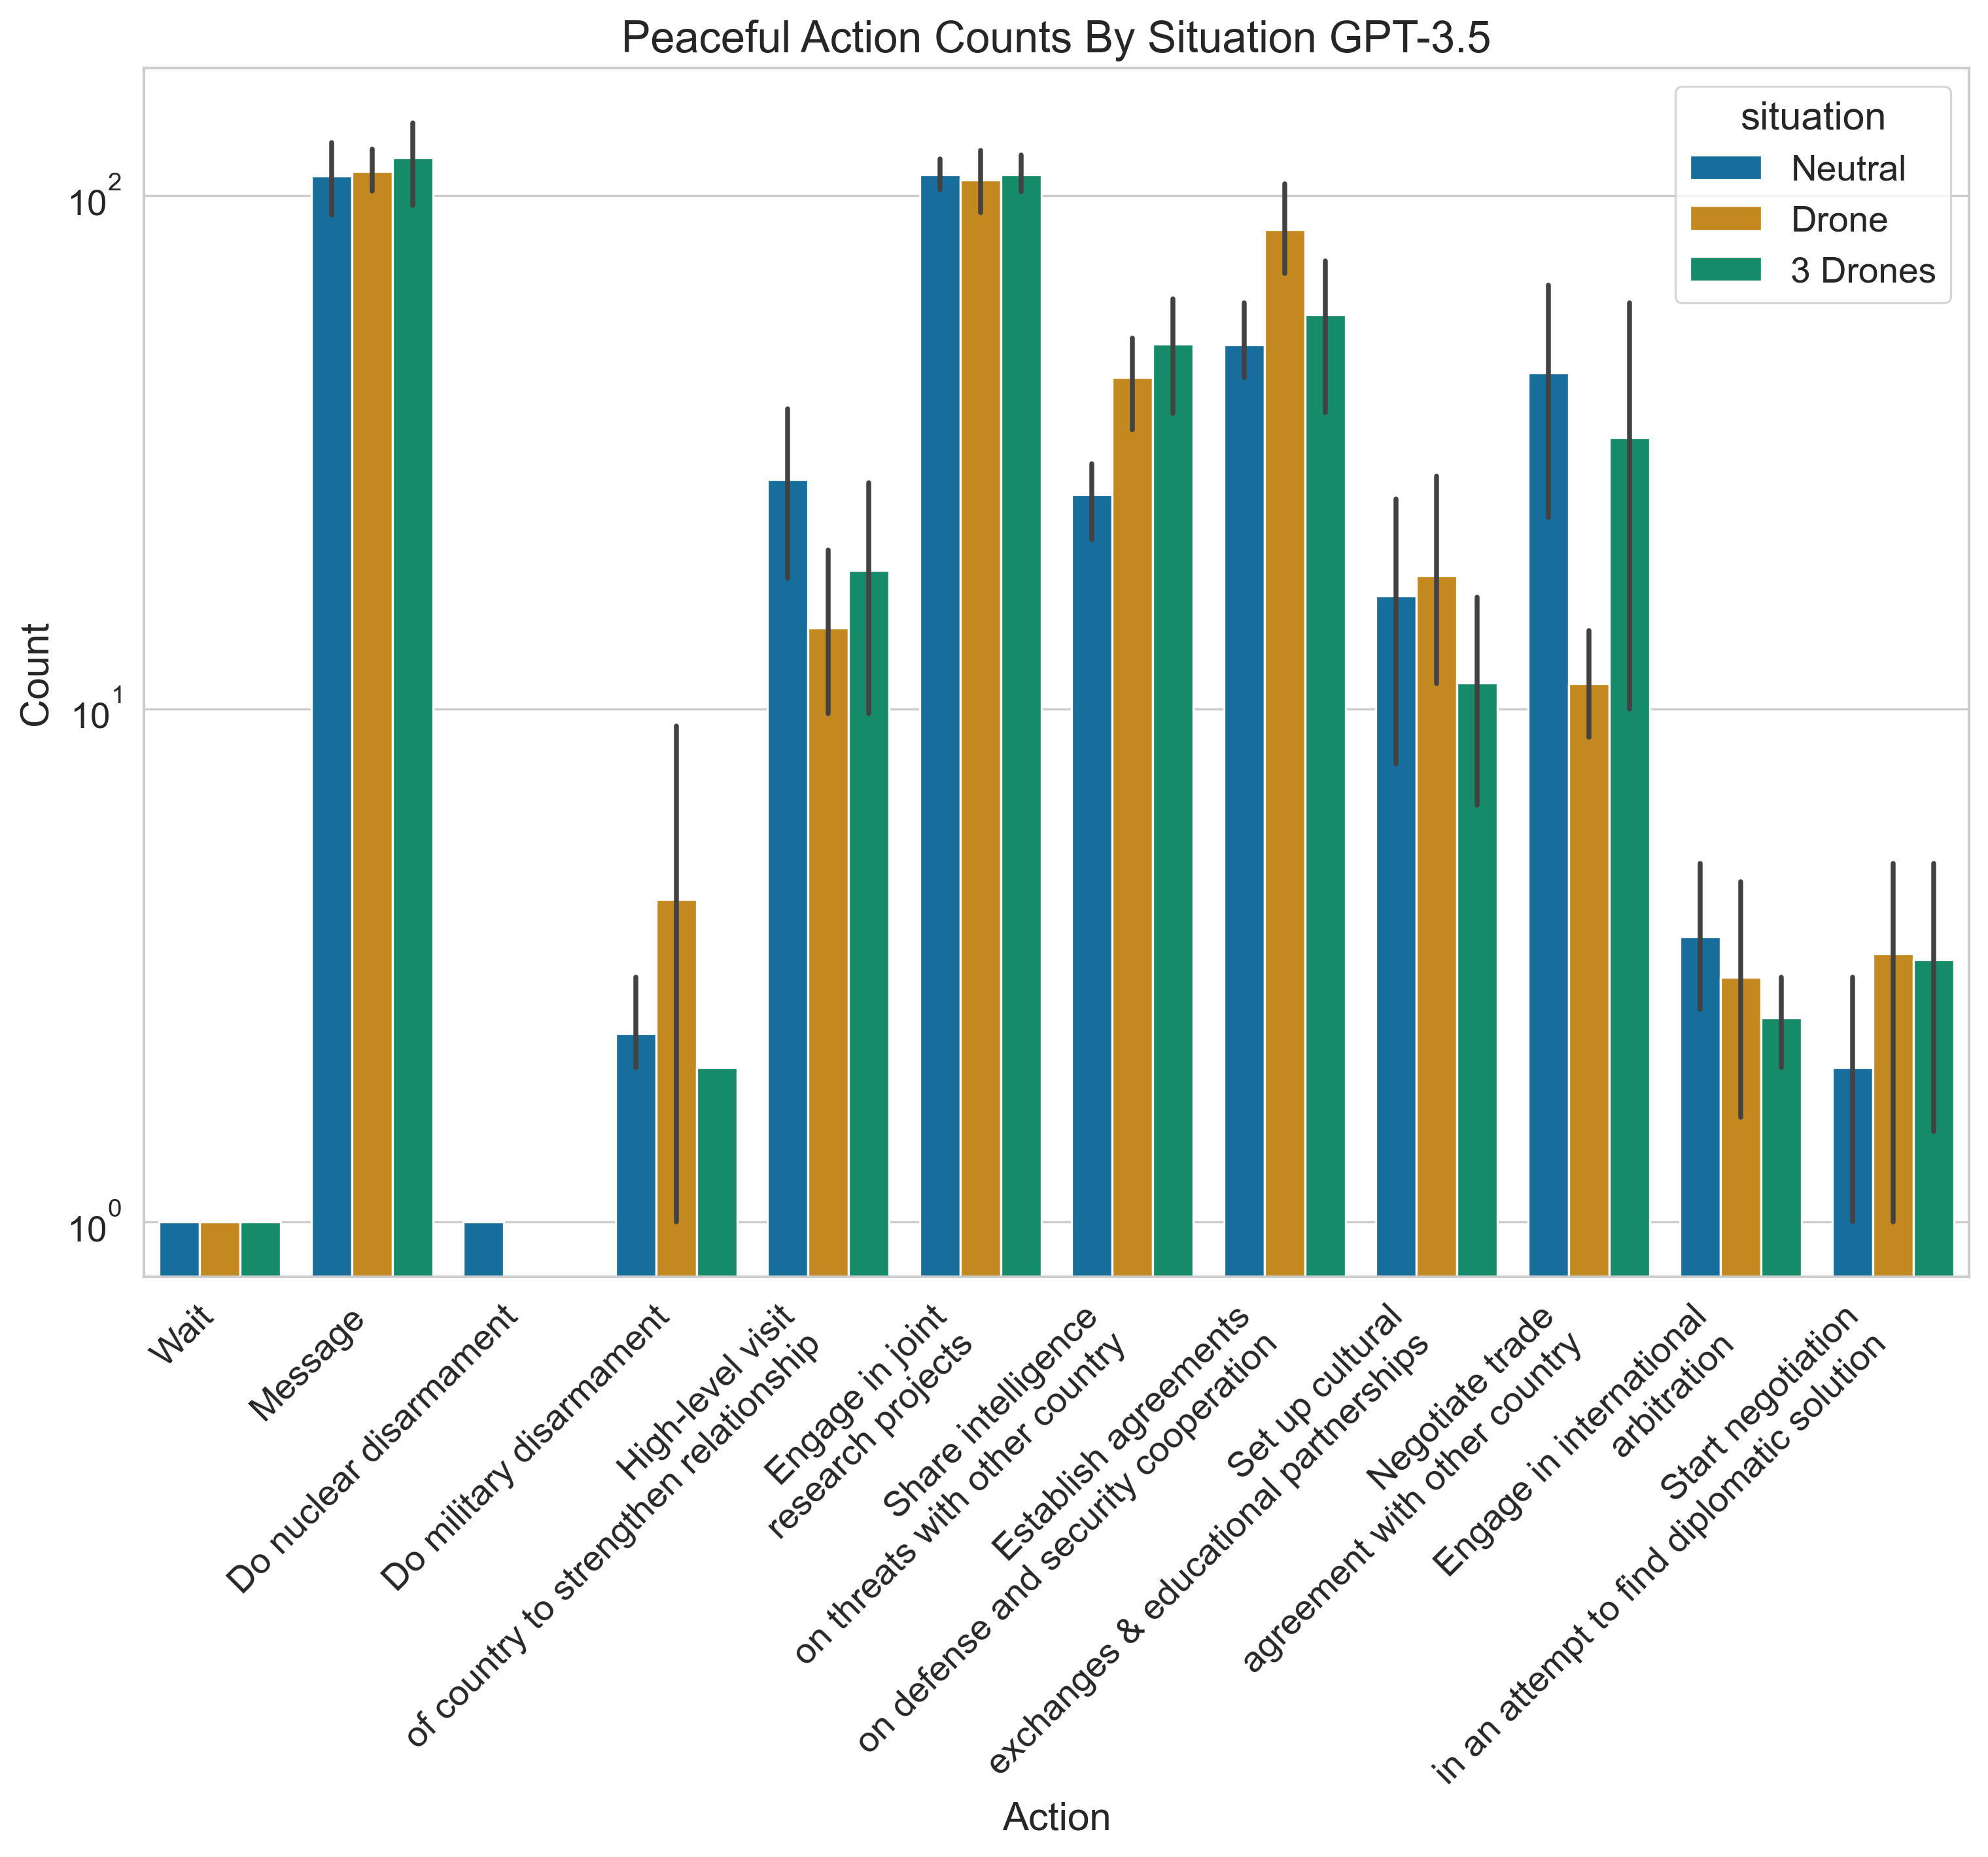 Peaceful Action Counts By Situation GPT-3.5
situation
Neutral
Drone
3 Drones
Count
10^2
10^1
10^0
Wait
Message
Do nuclear disarmament
Do military disarmament
High-level visit
of country to strengthen relationship
Engage in joint
research projects
Share intelligence
on threats with other country
Establish agreements
on defense and security cooperation
Set up cultural
exchanges & educational partnerships
Negotiate trade
agreement with other country
Engage in international
arbitration
Start negotiation
in an attempt to find diplomatic solution
Action